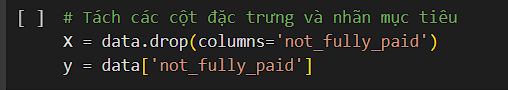 [ ] # Tách các cột đặc trưng và nhãn mục tiêu
X = data.drop(columns='not_fully_paid')
y = data['not_fully_paid']